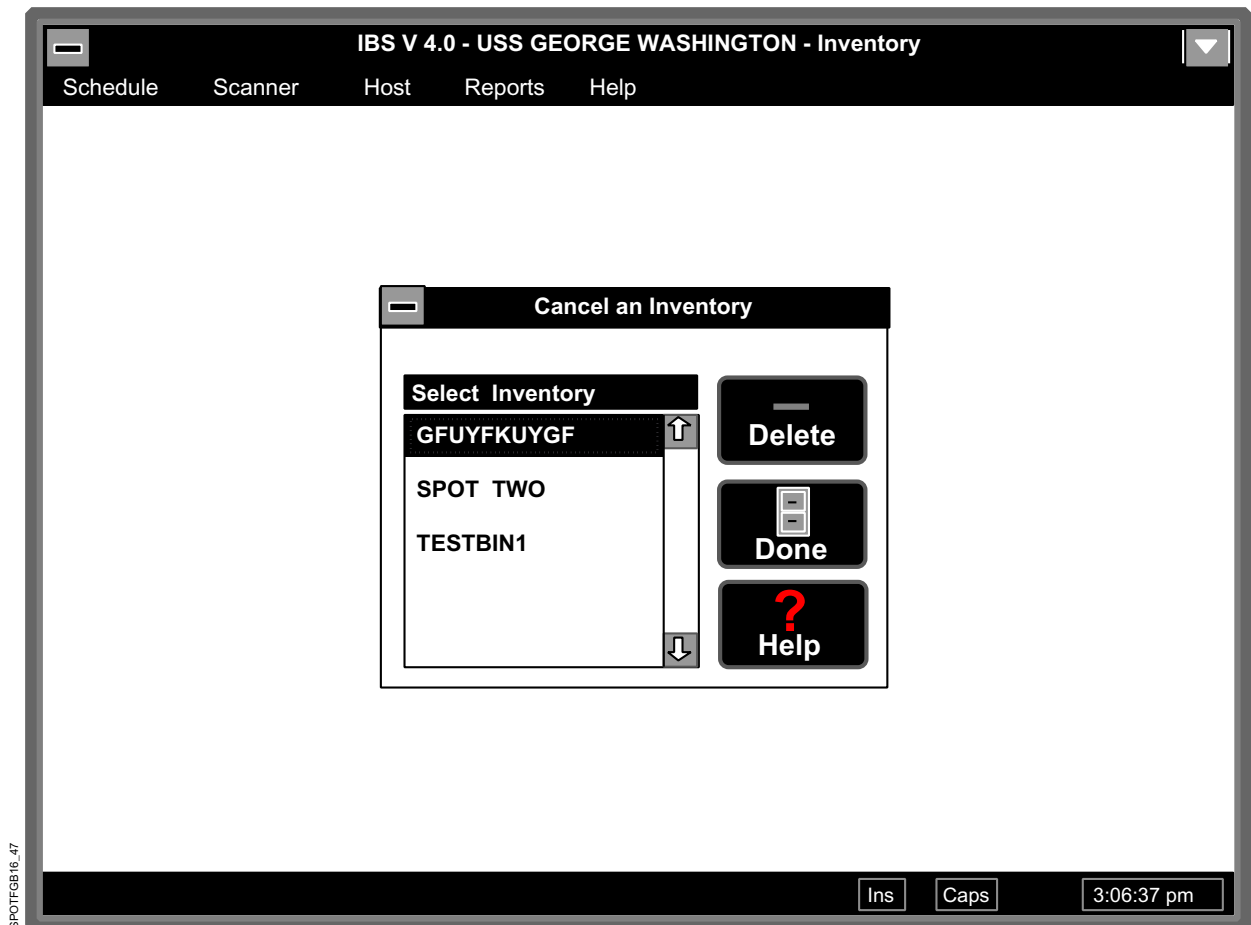 IBS V 4.0 - USS GEORGE WASHINGTON - Inventory
Schedule Scanner Host Reports Help
Cancel an Inventory
Select Inventory
GFUYFKUYGF
SPOT TWO
TESTBIN1
Delete
Done
?
Help
Ins Caps 3:06:37 pm
SPOTFGB16_47